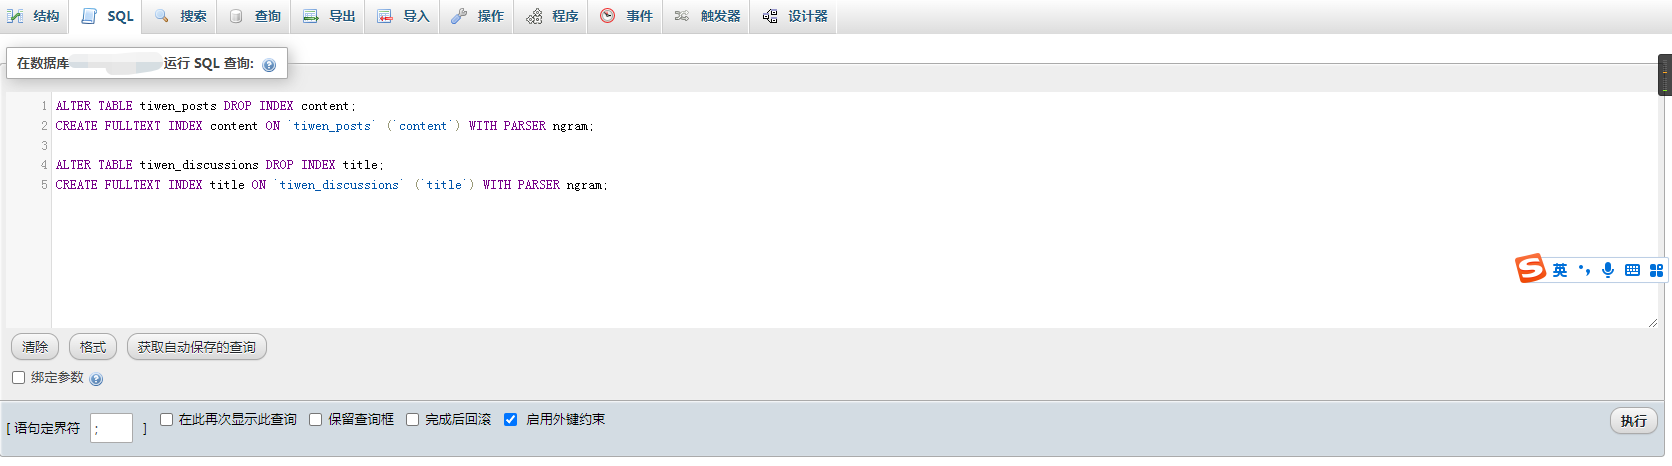 结构 SQL 搜索 查询 导出 导入 操作 程序 事件 触发器 设计器
在数据库 运行 SQL 查询:
1 ALTER TABLE tiwen_posts DROP INDEX content;
2 CREATE FULLTEXT INDEX content ON `tiwen_posts` (`content`) WITH PARSER ngram;
3
4 ALTER TABLE tiwen_discussions DROP INDEX title;
5 CREATE FULLTEXT INDEX title ON `tiwen_discussions` (`title`) WITH PARSER ngram;
S 英
清除 格式 获取自动保存的查询
绑定参数
[ 语句定界符 ; ] 在此再次显示此查询 保留查询框 完成后回滚 启用外键约束 执行